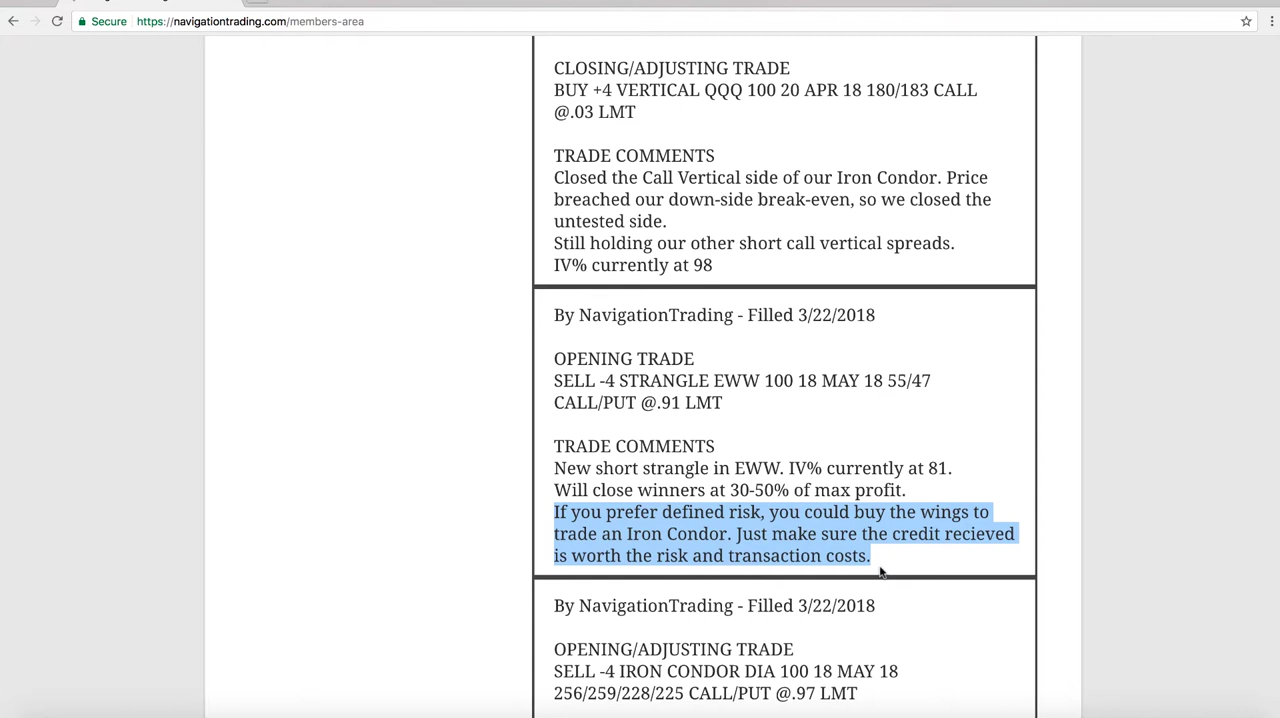 Secure https://navigationtrading.com/members-area
CLOSING/ADJUSTING TRADE
BUY +4 VERTICAL QQQ 100 20 APR 18 180/183 CALL
@.03 LMT
TRADE COMMENTS
Closed the Call Vertical side of our Iron Condor. Price
breached our down-side break-even, so we closed the
untested side.
Still holding our other short call vertical spreads.
IV% currently at 98
By NavigationTrading - Filled 3/22/2018
OPENING TRADE
SELL -4 STRANGLE EWW 100 18 MAY 18 55/47
CALL/PUT @.91 LMT
TRADE COMMENTS
New short strangle in EWW. IV% currently at 81.
Will close winners at 30-50% of max profit.
If you prefer defined risk, you could buy the wings to
trade an Iron Condor. Just make sure the credit recieved
is worth the risk and transaction costs.
By NavigationTrading - Filled 3/22/2018
OPENING/ADJUSTING TRADE
SELL -4 IRON CONDOR DIA 100 18 MAY 18
256/259/228/225 CALL/PUT @.97 LMT